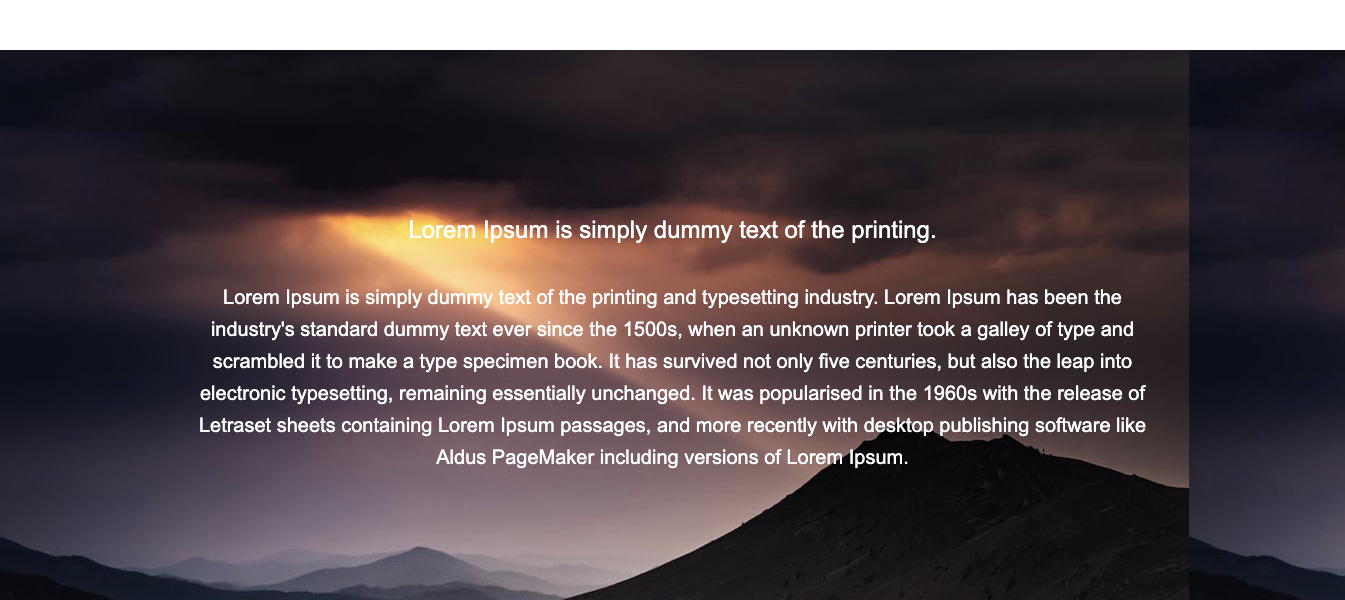 Lorem Ipsum is simply dummy text of the printing.
Lorem Ipsum is simply dummy text of the printing and typesetting industry. Lorem Ipsum has been the
industry's standard dummy text ever since the 1500s, when an unknown printer took a galley of type and
scrambled it to make a type specimen book. It has survived not only five centuries, but also the leap into
electronic typesetting, remaining essentially unchanged. It was popularised in the 1960s with the release of
Letraset sheets containing Lorem Ipsum passages, and more recently with desktop publishing software like
Aldus PageMaker including versions of Lorem Ipsum.